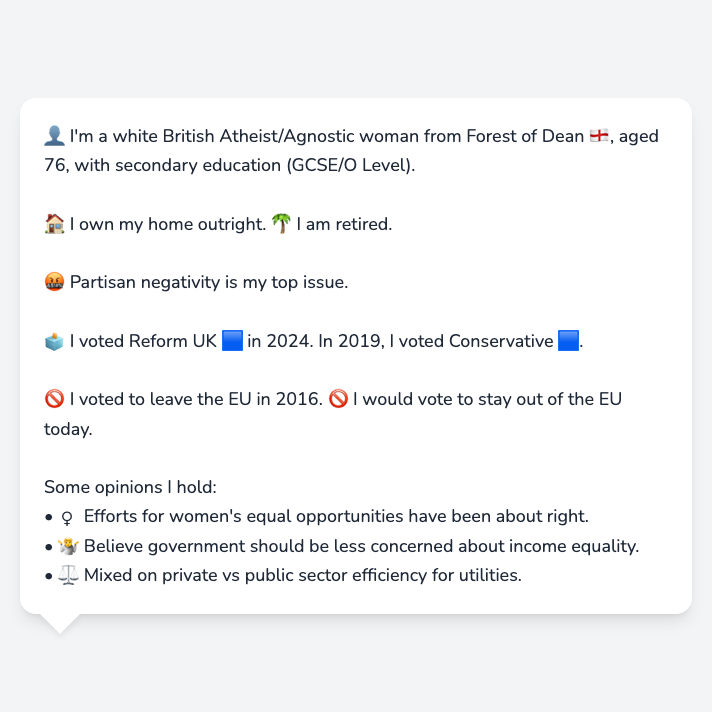 👤 I'm a white British Atheist/Agnostic woman from Forest of Dean 🏴󠁧󠁢󠁥󠁮󠁧󠁿, aged
76, with secondary education (GCSE/O Level).
🏠 I own my home outright. 🌴 I am retired.
🤬 Partisan negativity is my top issue.
🗳️ I voted Reform UK 🟦 in 2024. In 2019, I voted Conservative 🟦.
🚫 I voted to leave the EU in 2016. 🚫 I would vote to stay out of the EU
today.
Some opinions I hold:
• ♀ Efforts for women's equal opportunities have been about right.
• 🤷 Believe government should be less concerned about income equality.
• ⚖️ Mixed on private vs public sector efficiency for utilities.